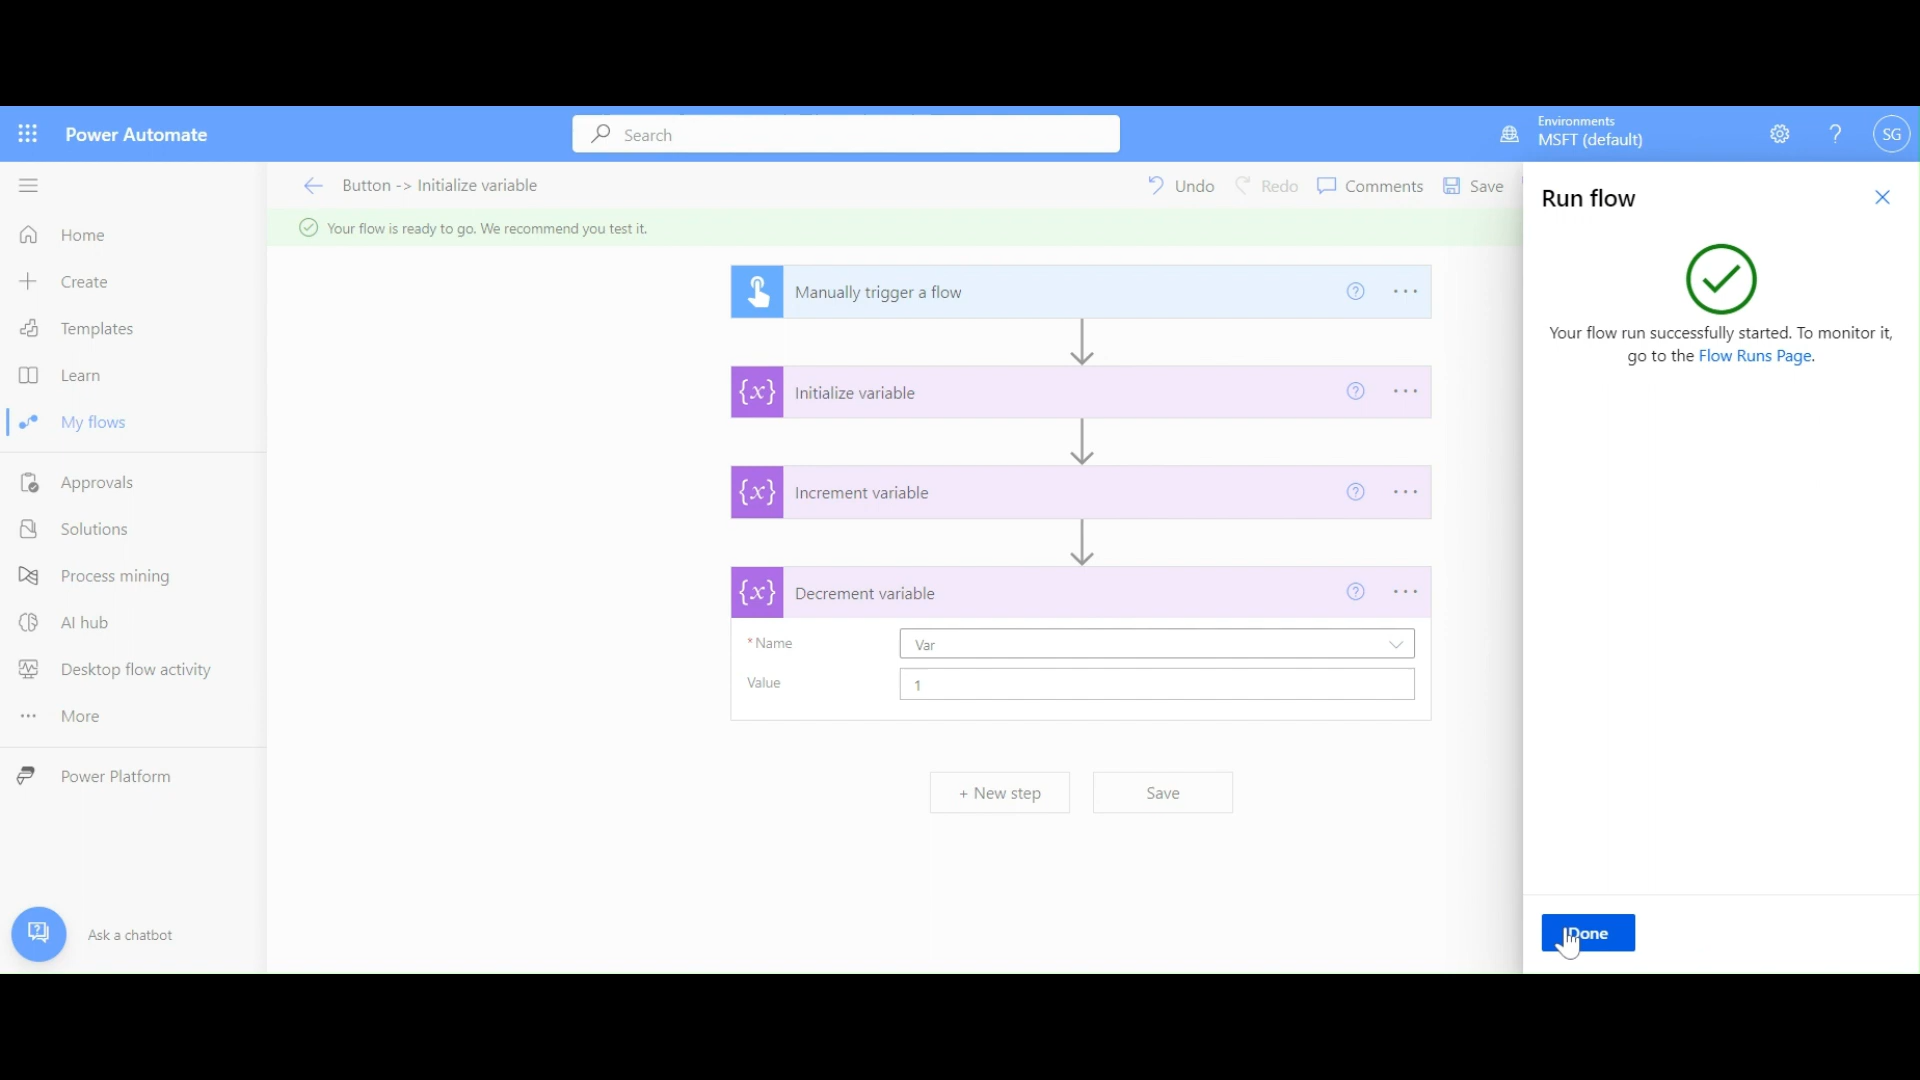 Power Automate
Search
Environments
MSFT (default)
?
SG
Button -> Initialize variable
Undo
Redo
Comments
Save
Your flow is ready to go. We recommend you test it.
Home
Create
Templates
Learn
My flows
Approvals
Solutions
Process mining
AI hub
Desktop flow activity
More
Power Platform
Ask a chatbot
Manually trigger a flow
{x} Initialize variable
{x} Increment variable
{x} Decrement variable
* Name
Var
Value
1
+ New step
Save
Run flow
Your flow run successfully started. To monitor it,
go to the Flow Runs Page.
Done